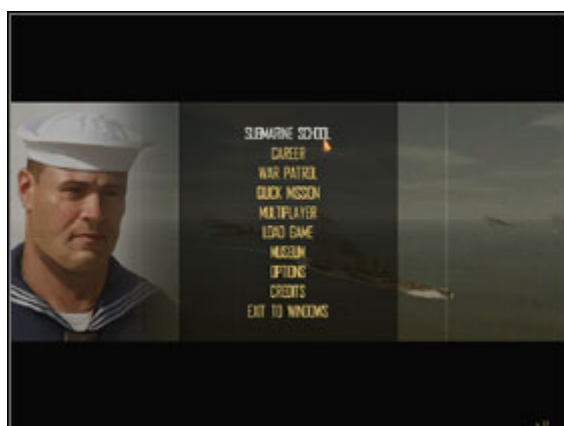 SUBMARINE SCHOOL
CAREER
WAR PATROL
QUICK MISSION
MULTIPLAYER
LOAD GAME
MUSEUM
OPTIONS
CREDITS
EXIT TO WINDOWS